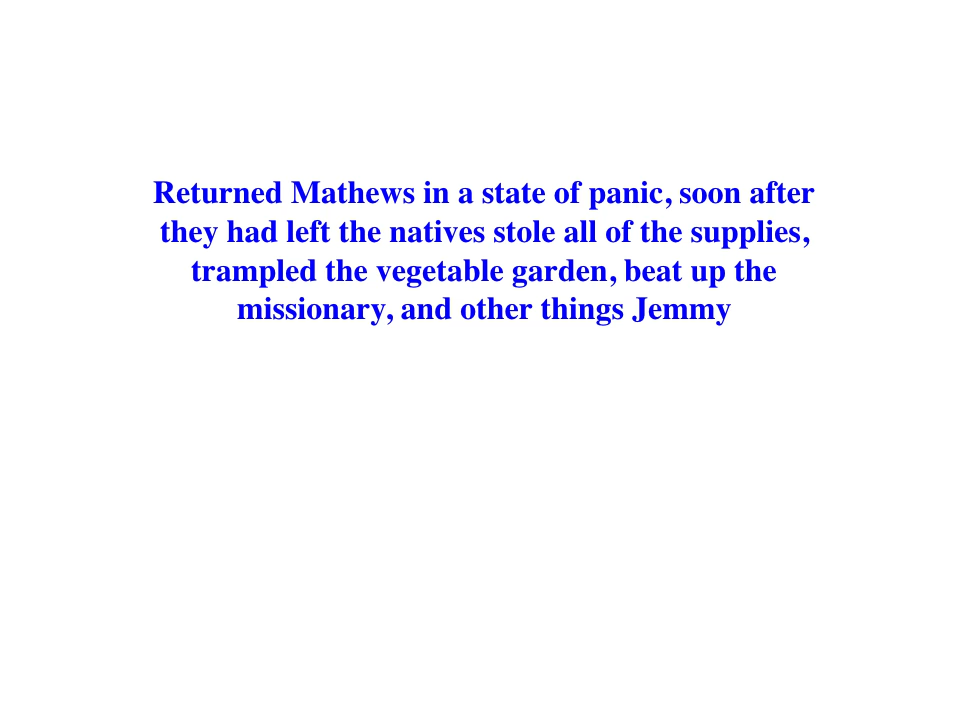 Returned Mathews in a state of panic, soon after
they had left the natives stole all of the supplies,
trampled the vegetable garden, beat up the
missionary, and other things Jemmy